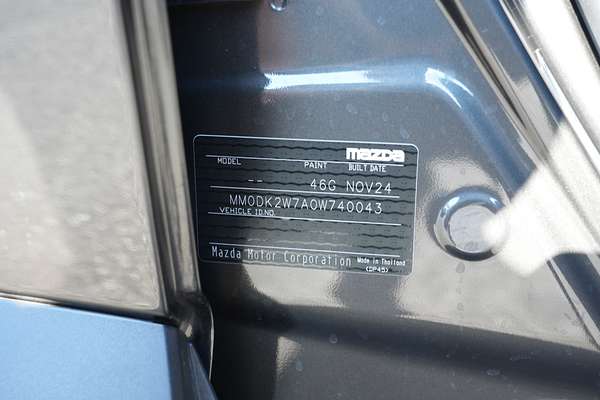 mazda
MODEL PAINT BUILT DATE
-- 46G NOV24
MM0DK2W7A0W740043
VEHICLE ID.NO.
Mazda Motor Corporation Made in Thailand
(DP45)